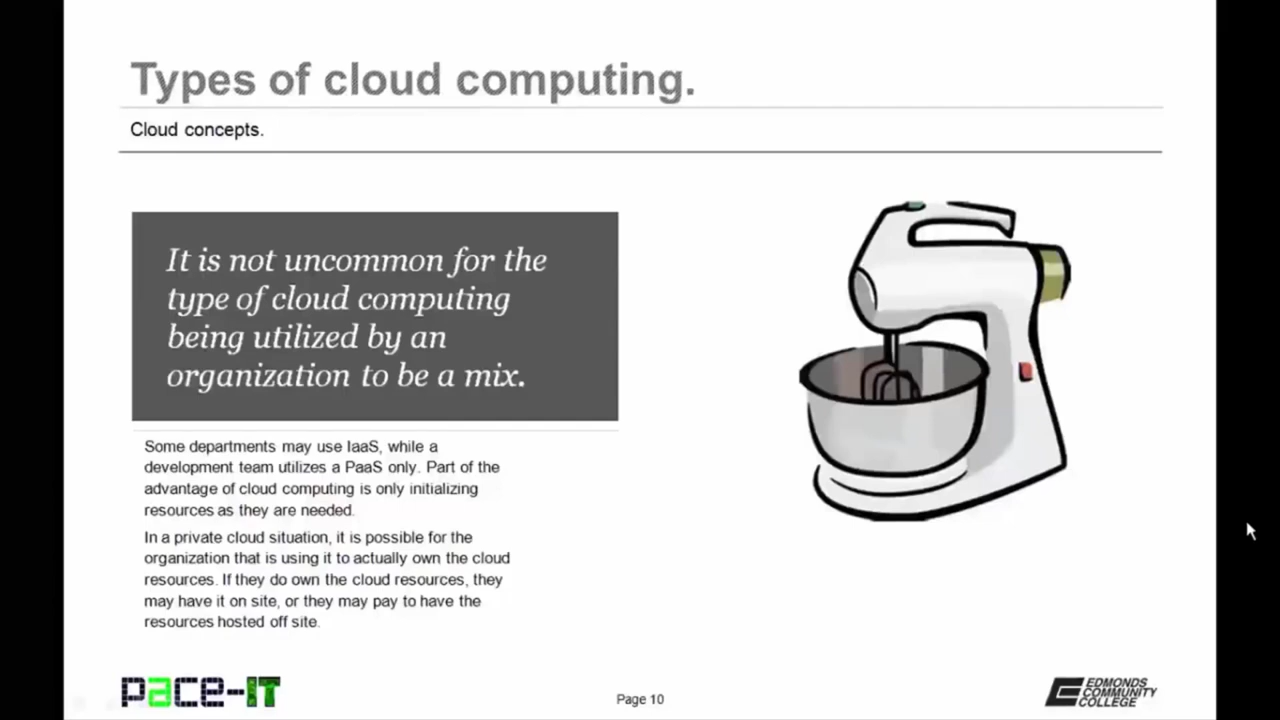 Types of cloud computing.
Cloud concepts.
It is not uncommon for the
type of cloud computing
being utilized by an
organization to be a mix.
Some departments may use IaaS, while a
development team utilizes a PaaS only. Part of the
advantage of cloud computing is only initializing
resources as they are needed.
In a private cloud situation, it is possible for the
organization that is using it to actually own the cloud
resources. If they do own the cloud resources, they
may have it on site, or they may pay to have the
resources hosted off site.
pace-IT
Page 10
EDMONDS
COMMUNITY
COLLEGE